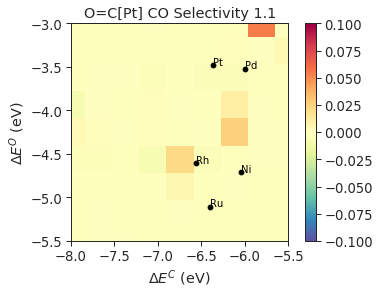 O=C[Pt] CO Selectivity 1.1
ΔE^O (eV)
−3.0
−3.5
−4.0
−4.5
−5.0
−5.5
Pt
Pd
Rh
Ni
Ru
−8.0 −7.5 −7.0 −6.5 −6.0 −5.5
ΔE^C (eV)
0.100
0.075
0.050
0.025
0.000
−0.025
−0.050
−0.075
−0.100